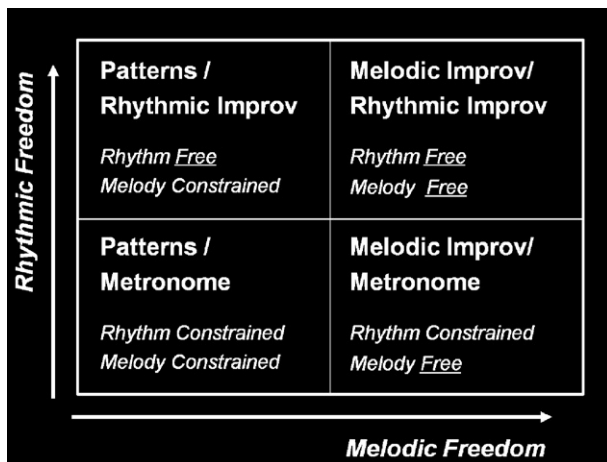 Rhythmic Freedom
Patterns /
Rhythmic Improv
Rhythm Free
Melody Constrained
Melodic Improv/
Rhythmic Improv
Rhythm Free
Melody Free
Patterns /
Metronome
Rhythm Constrained
Melody Constrained
Melodic Improv/
Metronome
Rhythm Constrained
Melody Free
Melodic Freedom